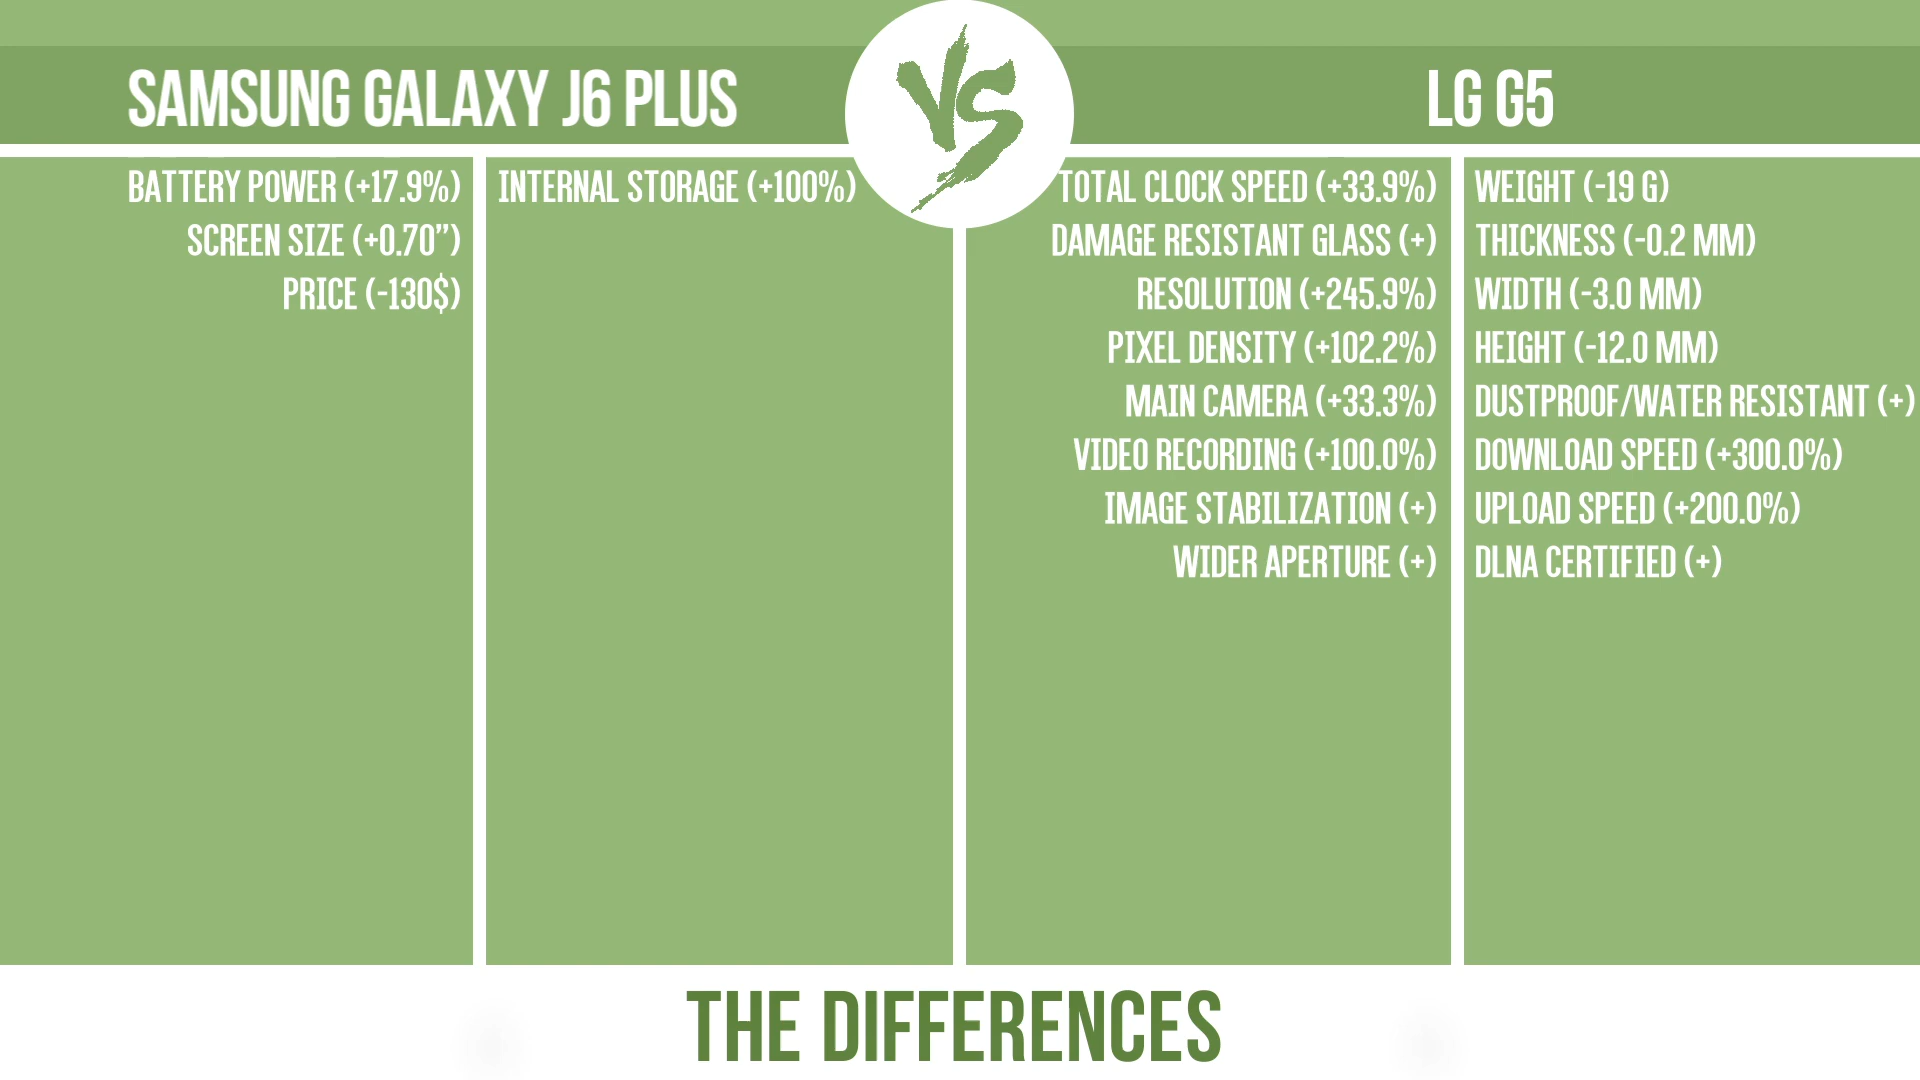 SAMSUNG GALAXY J6 PLUS
VS
LG G5
BATTERY POWER (+17.9%)
SCREEN SIZE (+0.70”)
PRICE (-130$)
INTERNAL STORAGE (+100%)
TOTAL CLOCK SPEED (+33.9%)
DAMAGE RESISTANT GLASS (+)
RESOLUTION (+245.9%)
PIXEL DENSITY (+102.2%)
MAIN CAMERA (+33.3%)
VIDEO RECORDING (+100.0%)
IMAGE STABILIZATION (+)
WIDER APERTURE (+)
WEIGHT (-19 G)
THICKNESS (-0.2 MM)
WIDTH (-3.0 MM)
HEIGHT (-12.0 MM)
DUSTPROOF/WATER RESISTANT (+)
DOWNLOAD SPEED (+300.0%)
UPLOAD SPEED (+200.0%)
DLNA CERTIFIED (+)
THE DIFFERENCES